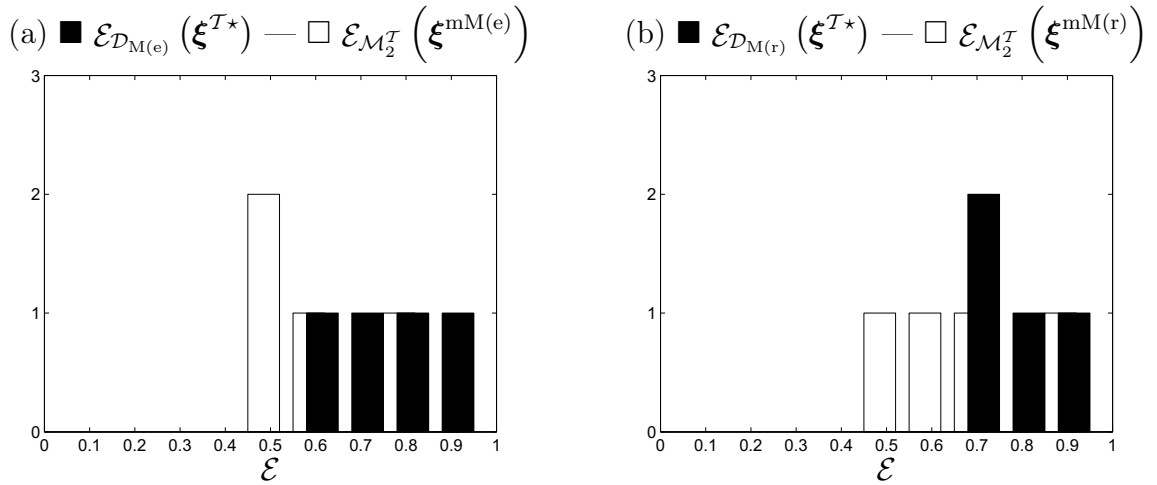 (a) ■ ℰ_{𝒟_{M(e)}} (𝝃^{𝒯⋆}) — □ ℰ_{ℳ_2^𝒯} (𝝃^{mM(e)})
3
2
1
0
0 0.1 0.2 0.3 0.4 0.5 0.6 0.7 0.8 0.9 1
ℰ
(b) ■ ℰ_{𝒟_{M(r)}} (𝝃^{𝒯⋆}) — □ ℰ_{ℳ_2^𝒯} (𝝃^{mM(r)})
3
2
1
0
0 0.1 0.2 0.3 0.4 0.5 0.6 0.7 0.8 0.9 1
ℰ